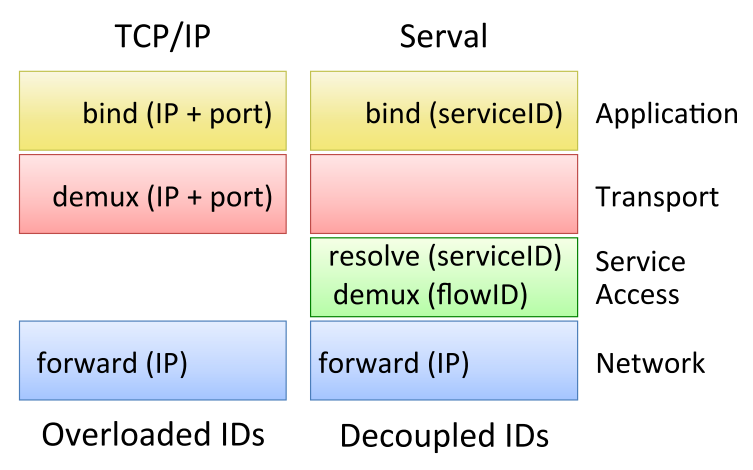 TCP/IP Serval
bind (IP + port) bind (serviceID) Application
demux (IP + port) Transport
resolve (serviceID) Service
demux (flowID) Access
forward (IP) forward (IP) Network
Overloaded IDs Decoupled IDs